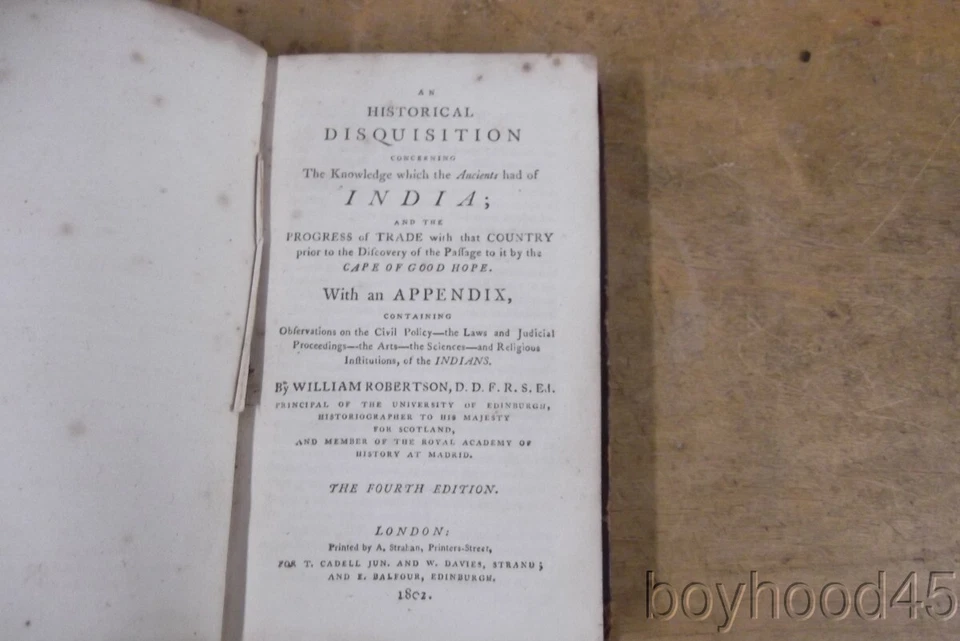 AN
HISTORICAL
DISQUISITION
CONCERNING
The Knowledge which the Ancients had of
INDIA;
AND THE
PROGRESS of TRADE with that COUNTRY
prior to the Diſcovery of the Paſſage to it by the
CAPE OF GOOD HOPE.
With an APPENDIX,
CONTAINING
Obſervations on the Civil Policy—the Laws and Judicial
Proceedings—the Arts—the Sciences—and Religious
Inſtitutions, of the INDIANS.
By WILLIAM ROBERTSON, D. D. F. R. S. Ed.
PRINCIPAL OF THE UNIVERSITY OF EDINBURGH,
HISTORIOGRAPHER TO HIS MAJESTY
FOR SCOTLAND,
AND MEMBER OF THE ROYAL ACADEMY OF
HISTORY AT MADRID.
THE FOURTH EDITION.
LONDON:
Printed by A. Strahan, Printers-Street,
FOR T. CADELL JUN. AND W. DAVIES, STRAND;
AND E. BALFOUR, EDINBURGH.
1802.
boyhood45